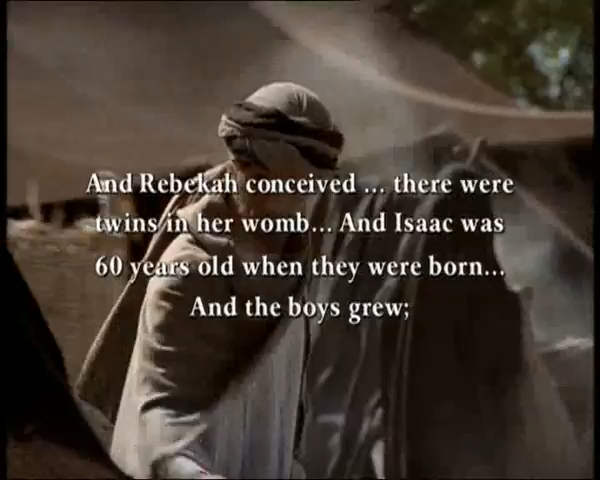 And Rebekah conceived ... there were
twins in her womb... And Isaac was
60 years old when they were born...
And the boys grew;